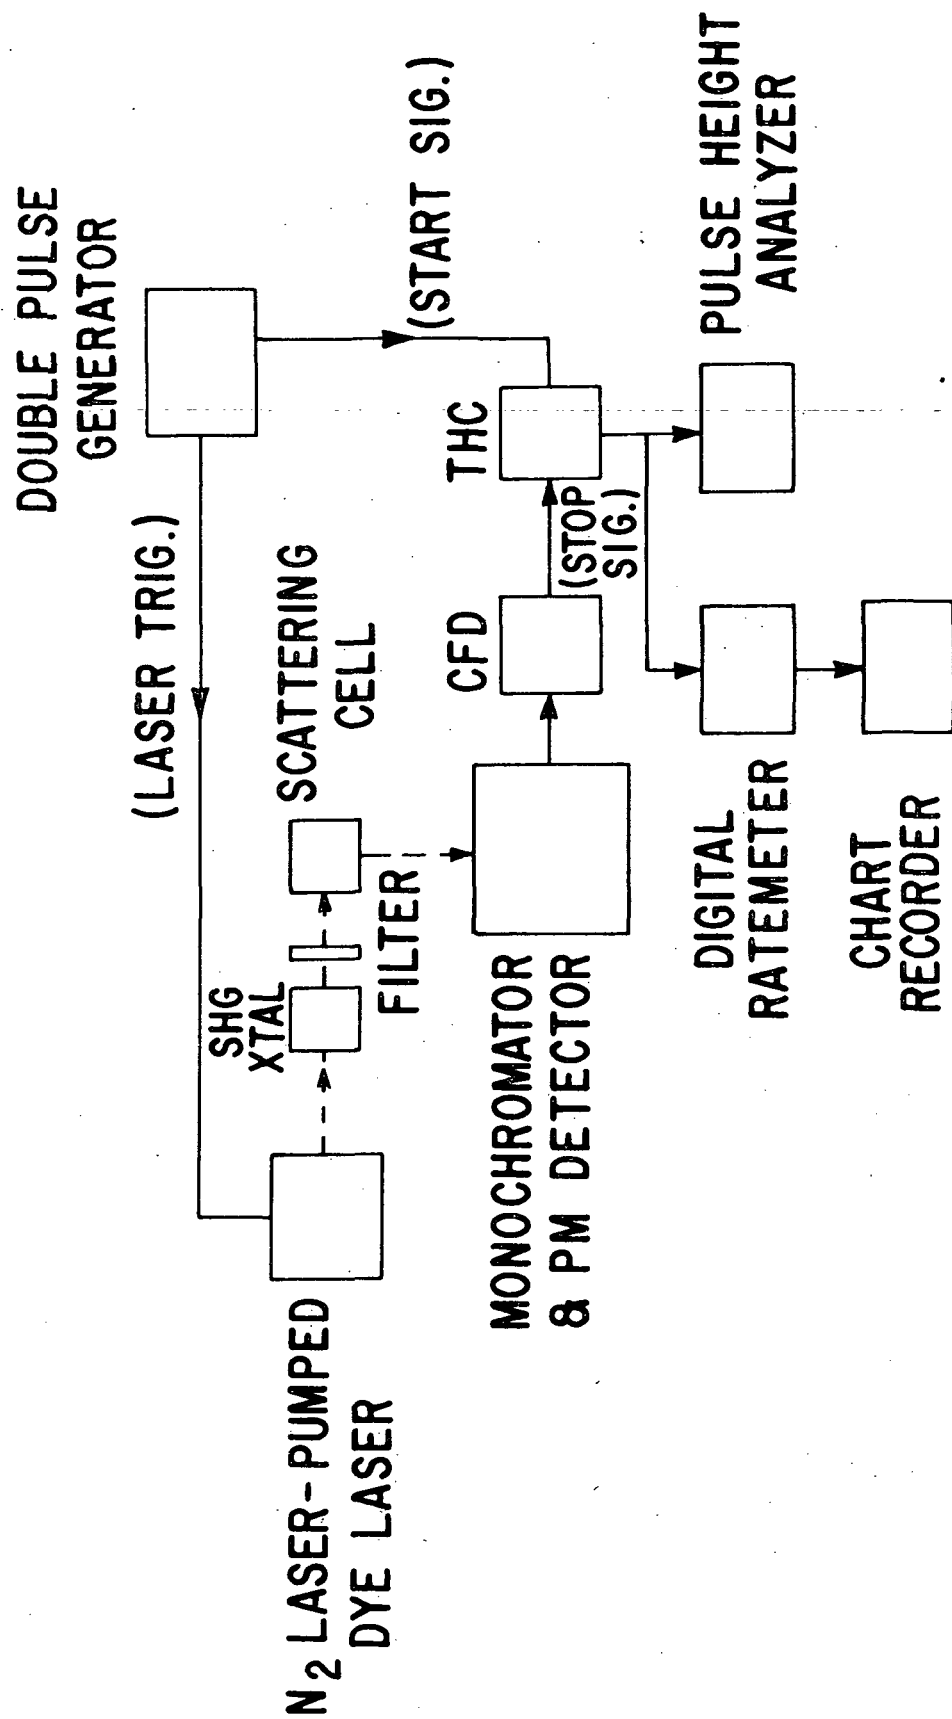 DOUBLE PULSE
GENERATOR
(LASER TRIG.)
(START SIG.)
SCATTERING
CELL
SHG
XTAL
FILTER
N2 LASER-PUMPED
DYE LASER
THC
CFD
(STOP
SIG.)
MONOCHROMATOR
& PM DETECTOR
PULSE HEIGHT
ANALYZER
DIGITAL
RATEMETER
CHART
RECORDER